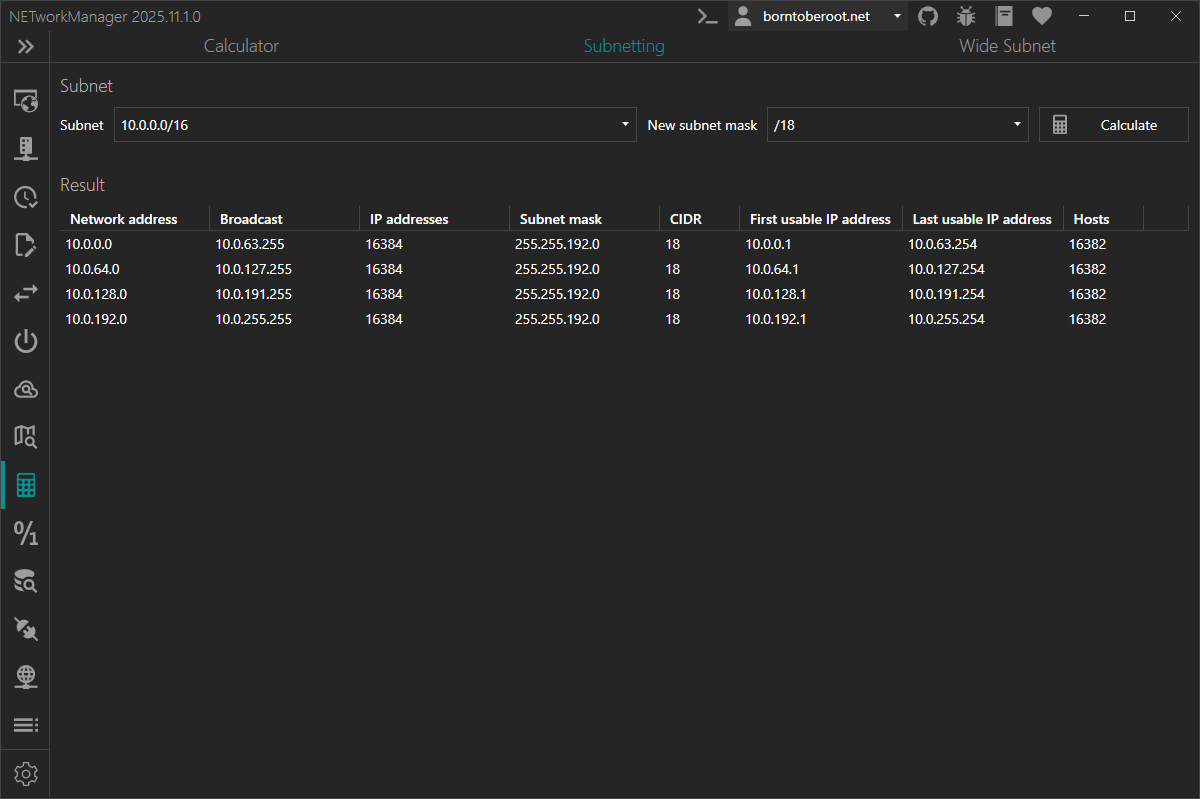 NETworkManager 2025.11.1.0
borntoberoot.net
Calculator Subnetting Wide Subnet
Subnet
Subnet 10.0.0.0/16 New subnet mask /18 Calculate
Result
Network address Broadcast IP addresses Subnet mask CIDR First usable IP address Last usable IP address Hosts
10.0.0.0 10.0.63.255 16384 255.255.192.0 18 10.0.0.1 10.0.63.254 16382
10.0.64.0 10.0.127.255 16384 255.255.192.0 18 10.0.64.1 10.0.127.254 16382
10.0.128.0 10.0.191.255 16384 255.255.192.0 18 10.0.128.1 10.0.191.254 16382
10.0.192.0 10.0.255.255 16384 255.255.192.0 18 10.0.192.1 10.0.255.254 16382